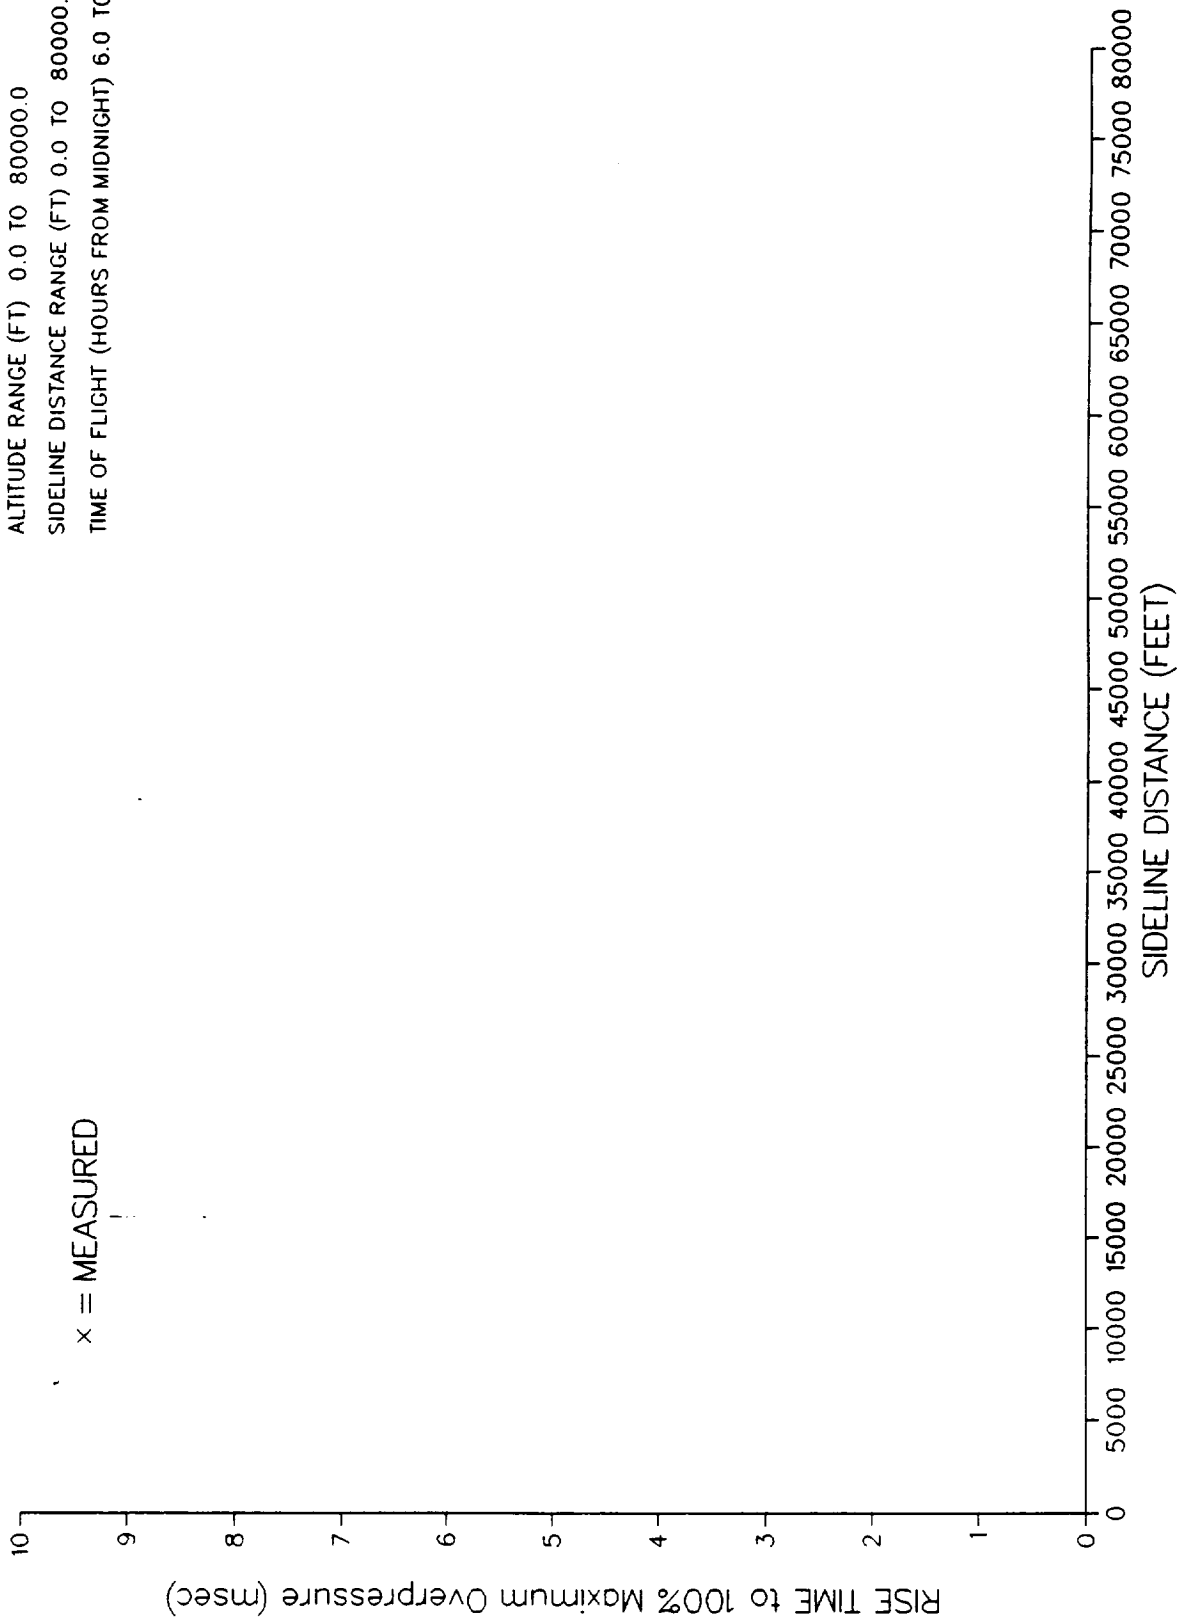 ALTITUDE RANGE (FT) 0.0 TO 80000.0
SIDELINE DISTANCE RANGE (FT) 0.0 TO 80000.
TIME OF FLIGHT (HOURS FROM MIDNIGHT) 6.0 TO
x = MEASURED
RISE TIME to 100% Maximum Overpressure (msec)
10
9
8
7
6
5
4
3
2
1
0
0 5000 10000 15000 20000 25000 30000 35000 40000 45000 50000 55000 60000 65000 70000 75000 80000
SIDELINE DISTANCE (FEET)